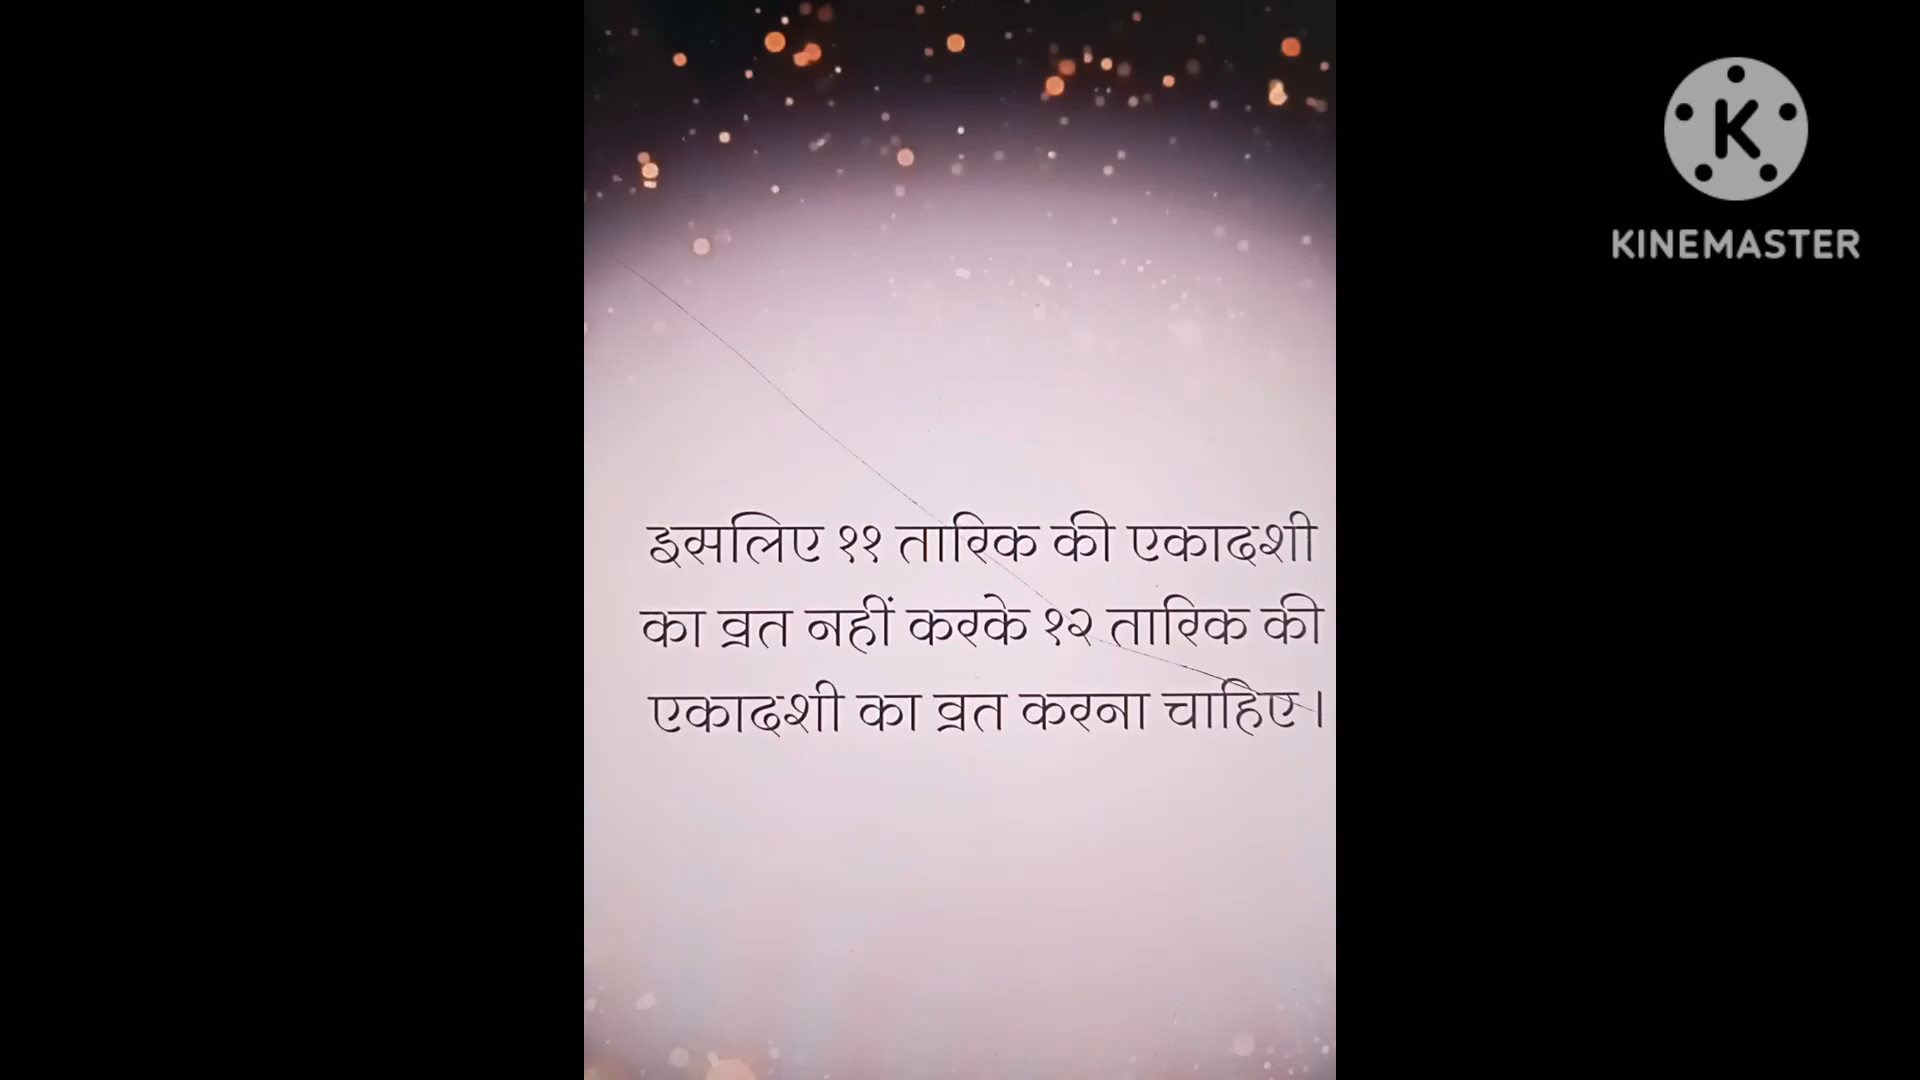 इसलिए ११ तारिक की एकादशी
का व्रत नहीं करके १२ तारिक की
एकादशी का व्रत करना चाहिए।
K
KINEMASTER